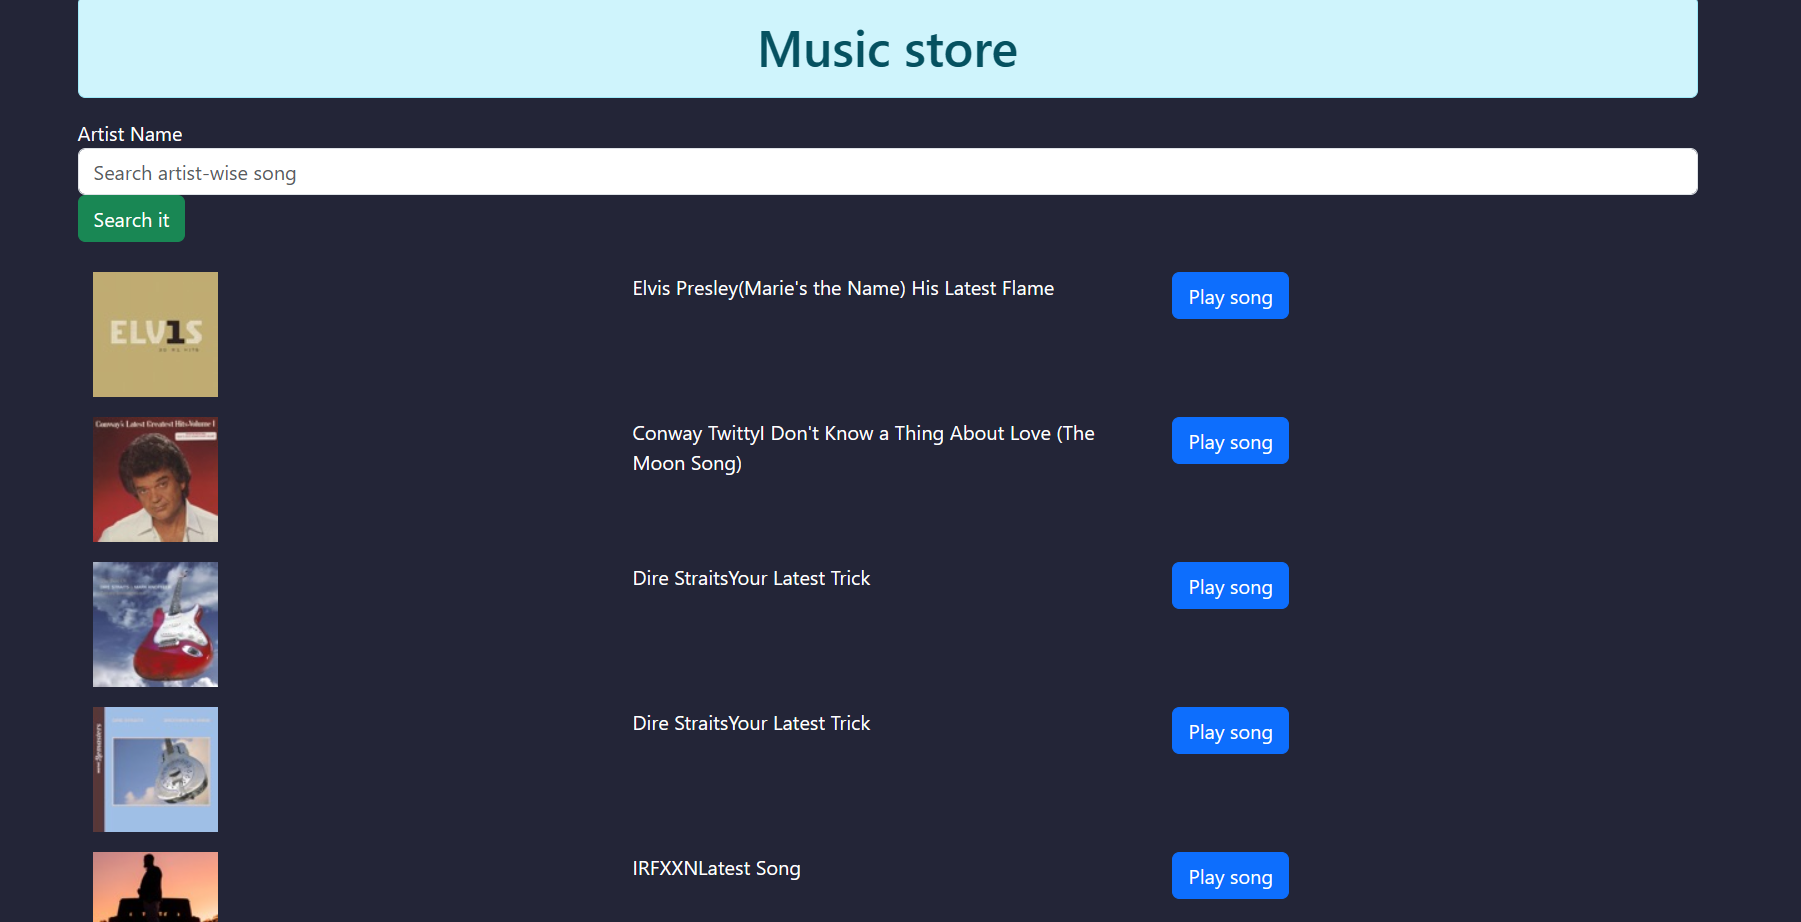 Music store
Artist Name
Search artist-wise song
Search it
ELV1S
Elvis Presley(Marie's the Name) His Latest Flame
Play song
Conway's Latest Greatest Hits-Volume 1
Conway TwittyI Don't Know a Thing About Love (The
Moon Song)
Play song
Dire StraitsYour Latest Trick
Play song
Dire StraitsYour Latest Trick
Play song
IRFXXNLatest Song
Play song